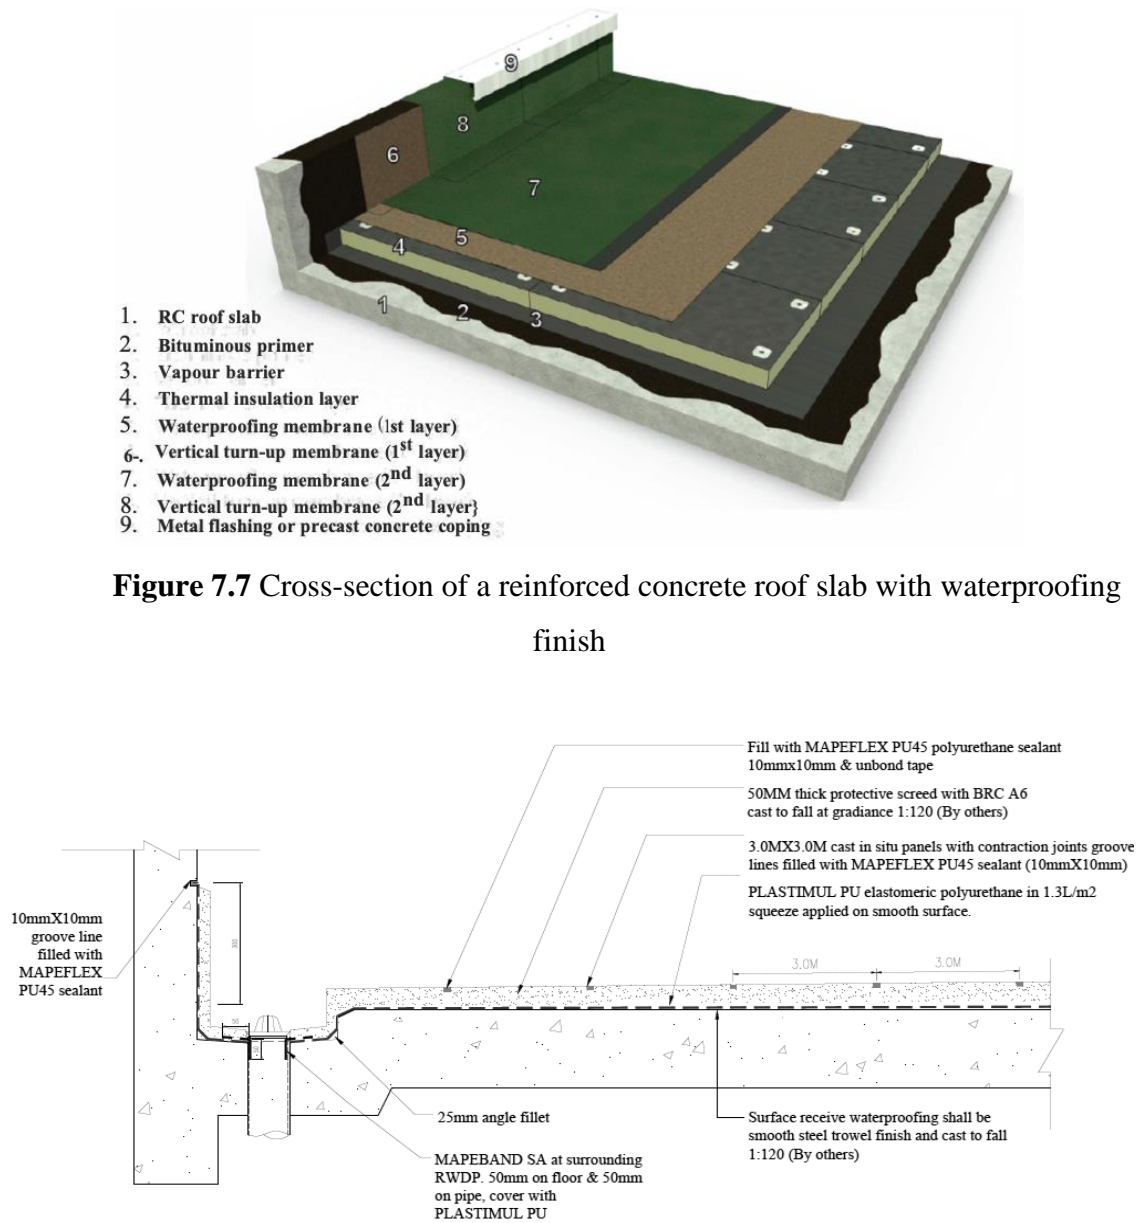 9
8
6
7
5
4
1
2
3
1. RC roof slab
2. Bituminous primer
3. Vapour barrier
4. Thermal insulation layer
5. Waterproofing membrane (1st layer)
6-. Vertical turn-up membrane (1st layer)
7. Waterproofing membrane (2nd layer)
8. Vertical turn-up membrane (2nd layer}
9. Metal flashing or precast concrete coping
Figure 7.7 Cross-section of a reinforced concrete roof slab with waterproofing
finish
Fill with MAPEFLEX PU45 polyurethane sealant
10mmx10mm & unbond tape
50MM thick protective screed with BRC A6
cast to fall at gradiance 1:120 (By others)
3.0MX3.0M cast in situ panels with contraction joints groove
lines filled with MAPEFLEX PU45 sealant (10mmX10mm)
PLASTIMUL PU elastomeric polyurethane in 1.3L/m2
squeeze applied on smooth surface.
10mmX10mm
groove line
filled with
MAPEFLEX
PU45 sealant
300
3.0M
3.0M
50
50
25mm angle fillet
MAPEBAND SA at surrounding
RWDP. 50mm on floor & 50mm
on pipe, cover with
PLASTIMUL PU
Surface receive waterproofing shall be
smooth steel trowel finish and cast to fall
1:120 (By others)